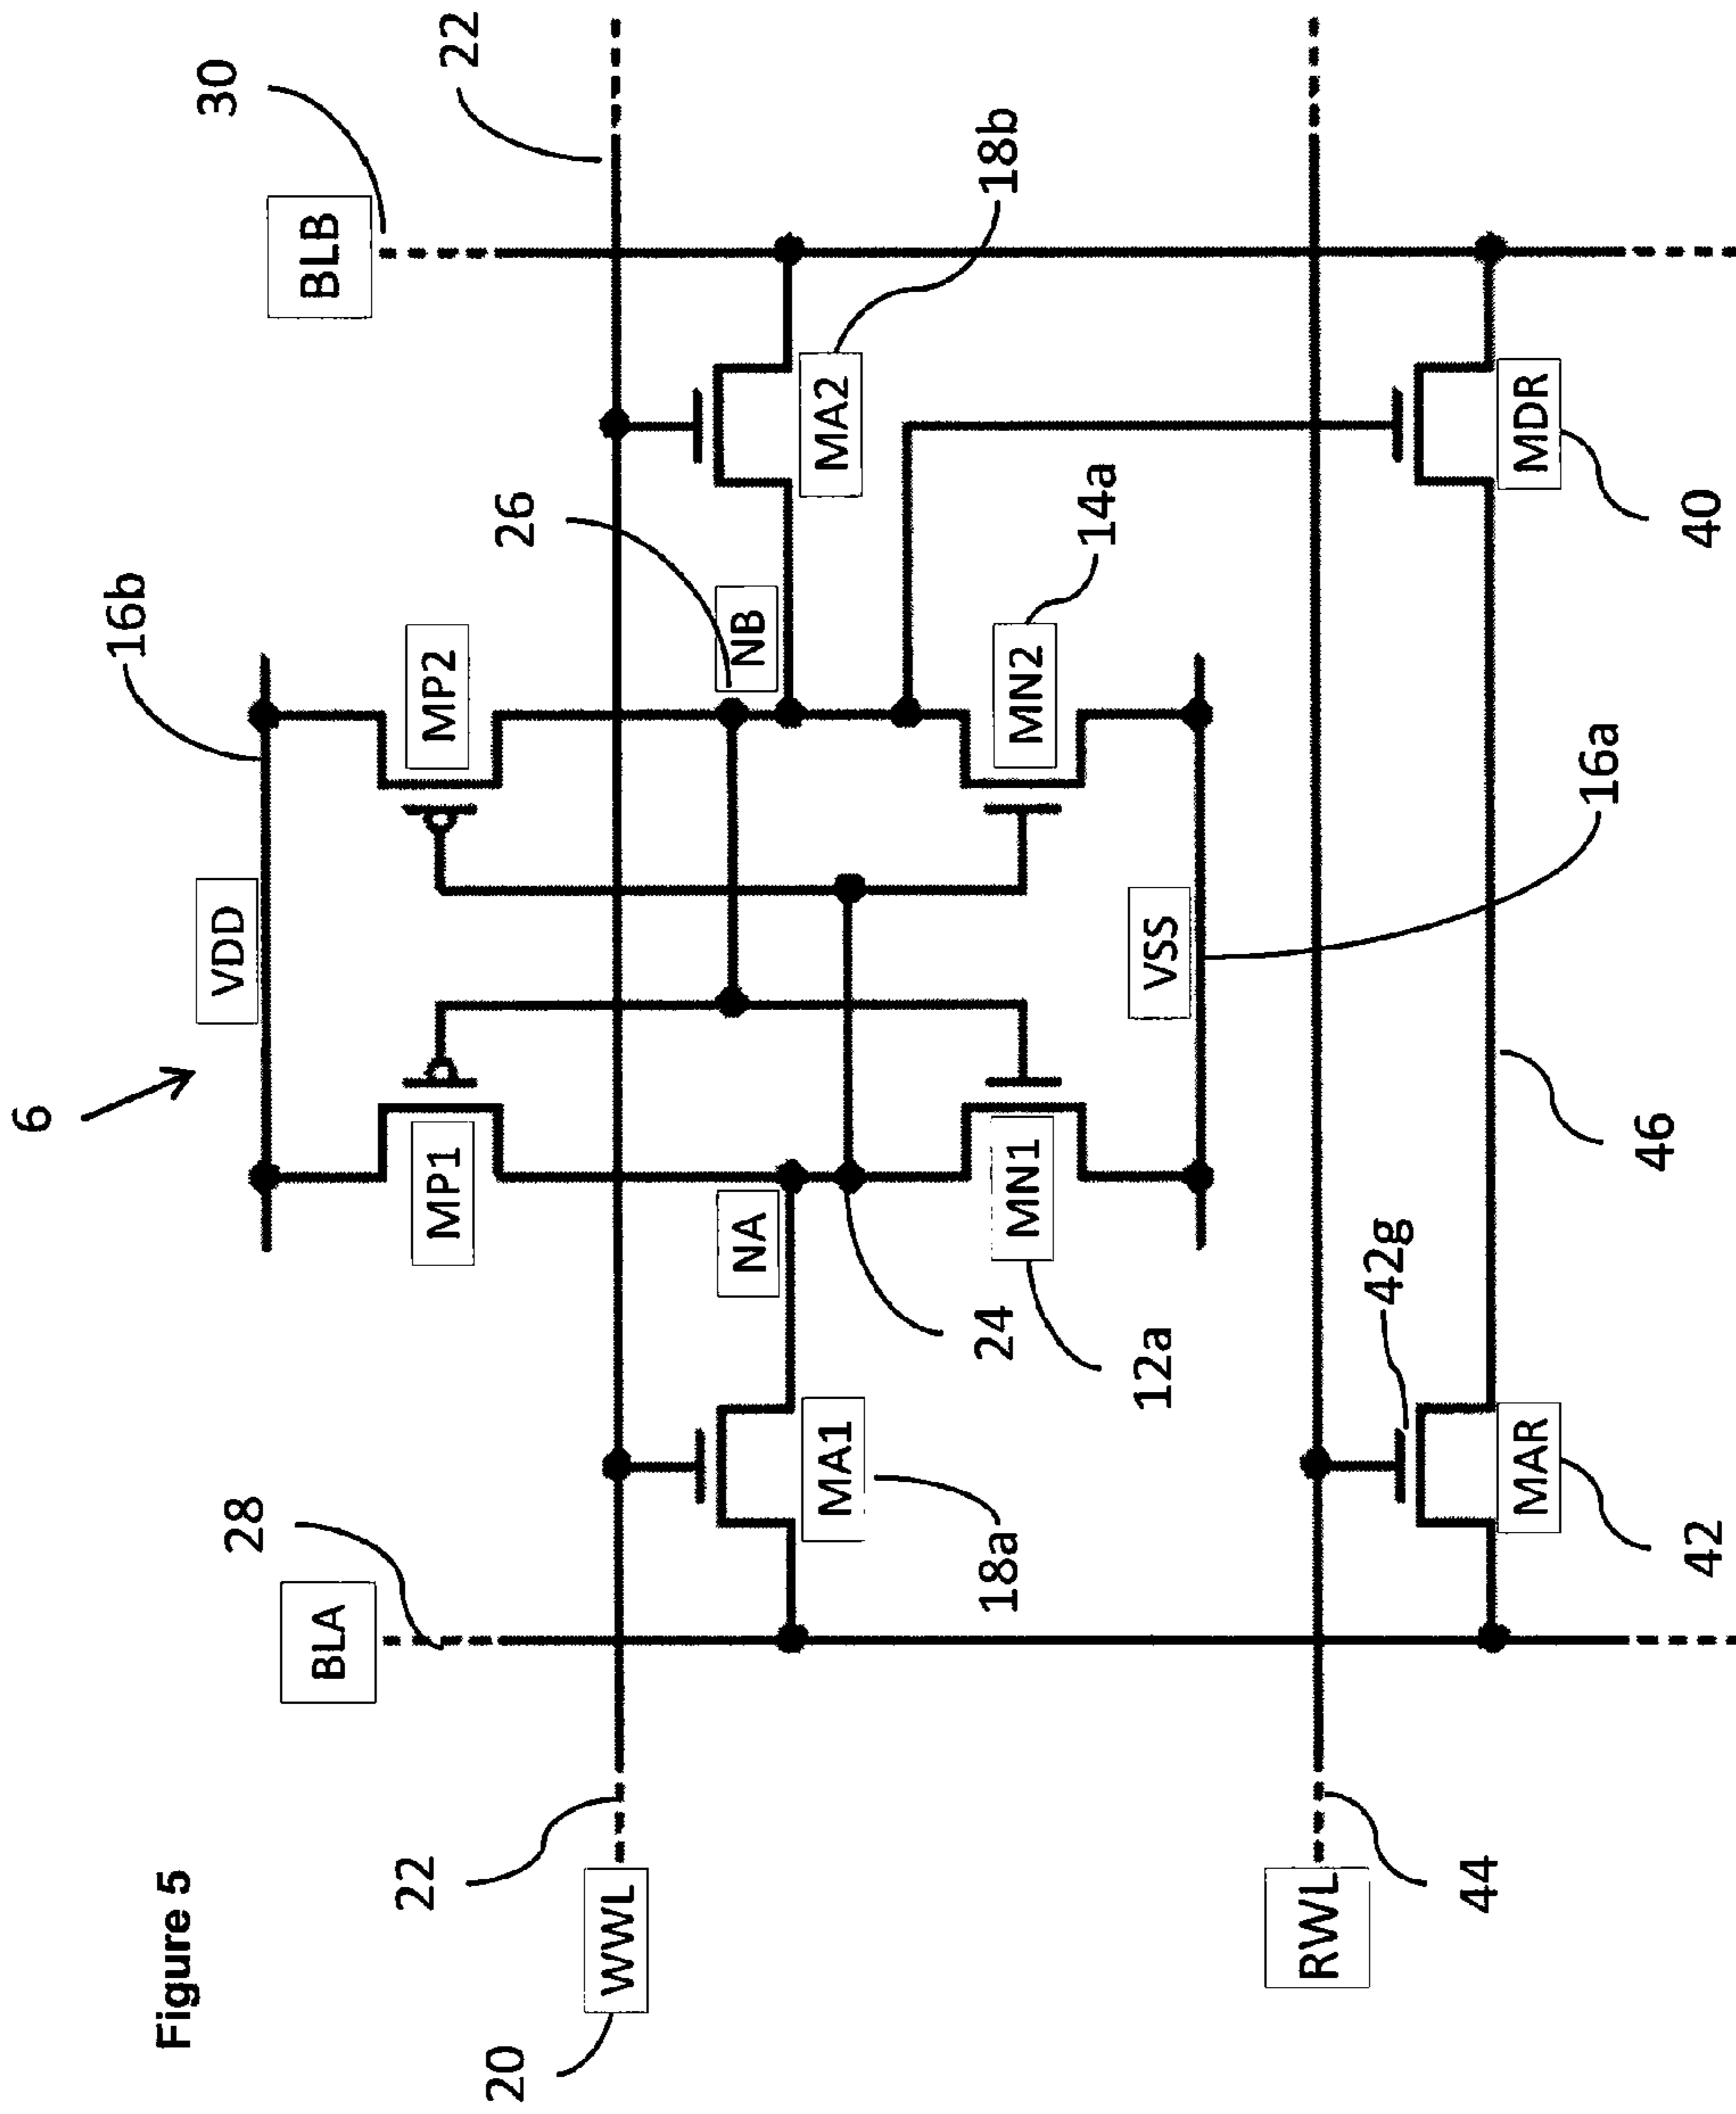 Figure 5
6
16b
VDD
28
30
BLA
BLB
MP1
MP2
22
26
22
20
WWL
NA
NB
MA1
MA2
18a
24
18b
12a
MN1
MN2
14a
VSS
16a
44
RWL
42g
MAR
MDR
42
46
40